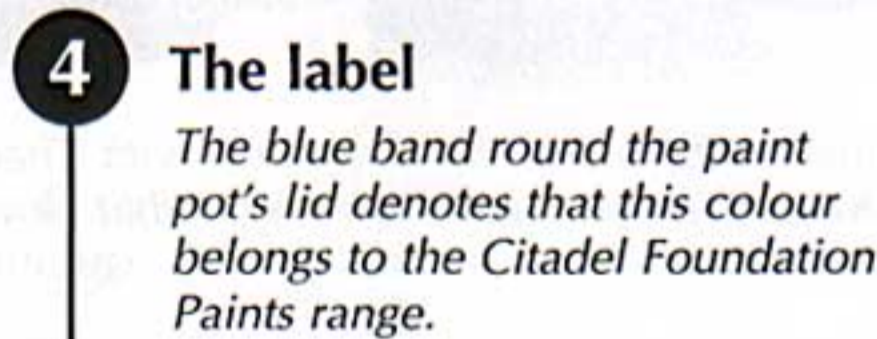 4 The label
The blue band round the paint
pot's lid denotes that this colour
belongs to the Citadel Foundation
Paints range.